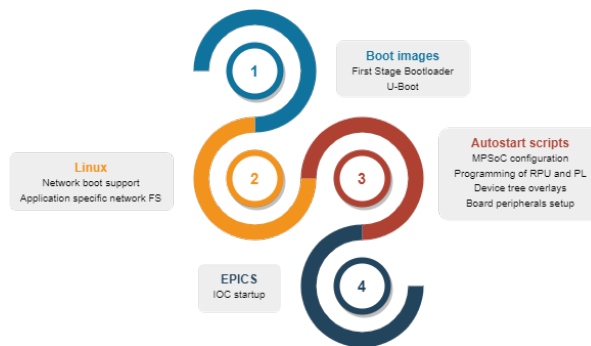 1
Boot images
First Stage Bootloader
U-Boot
Linux
Network boot support
Application specific network FS
2
3
Autostart scripts
MPSoC configuration
Programming of RPU and PL
Device tree overlays
Board peripherals setup
EPICS
IOC startup
4